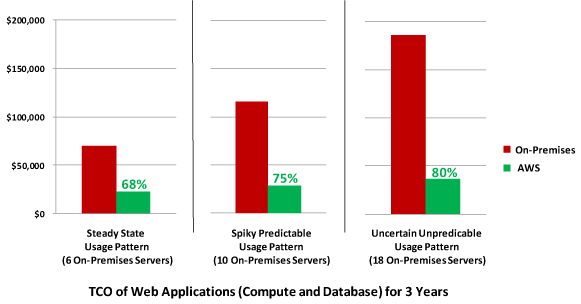 $200,000
$150,000
$100,000
$50,000
$0
68%
75%
80%
On-Premises
AWS
Steady State
Usage Pattern
(6 On-Premises Servers)
Spiky Predictable
Usage Pattern
(10 On-Premises Servers)
Uncertain Unpredicable
Usage Pattern
(18 On-Premises Servers)
TCO of Web Applications (Compute and Database) for 3 Years